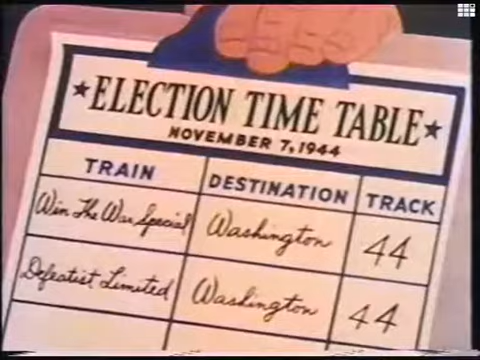 ★ELECTION TIME TABLE★
NOVEMBER 7, 1944
TRAIN DESTINATION TRACK
Win The War Special Washington 44
Defeatist Limited Washington 44